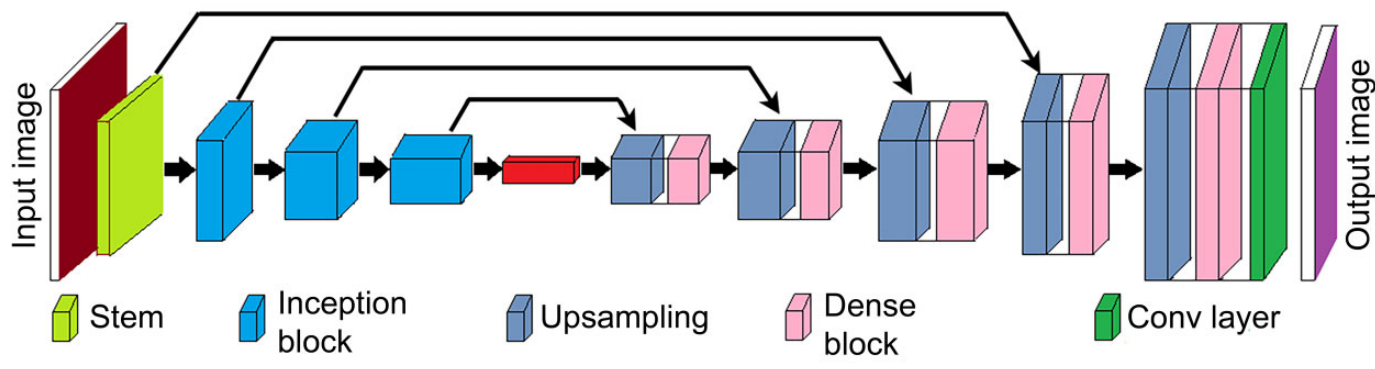 Input image
Output image
Stem
Inception
block
Upsampling
Dense
block
Conv layer